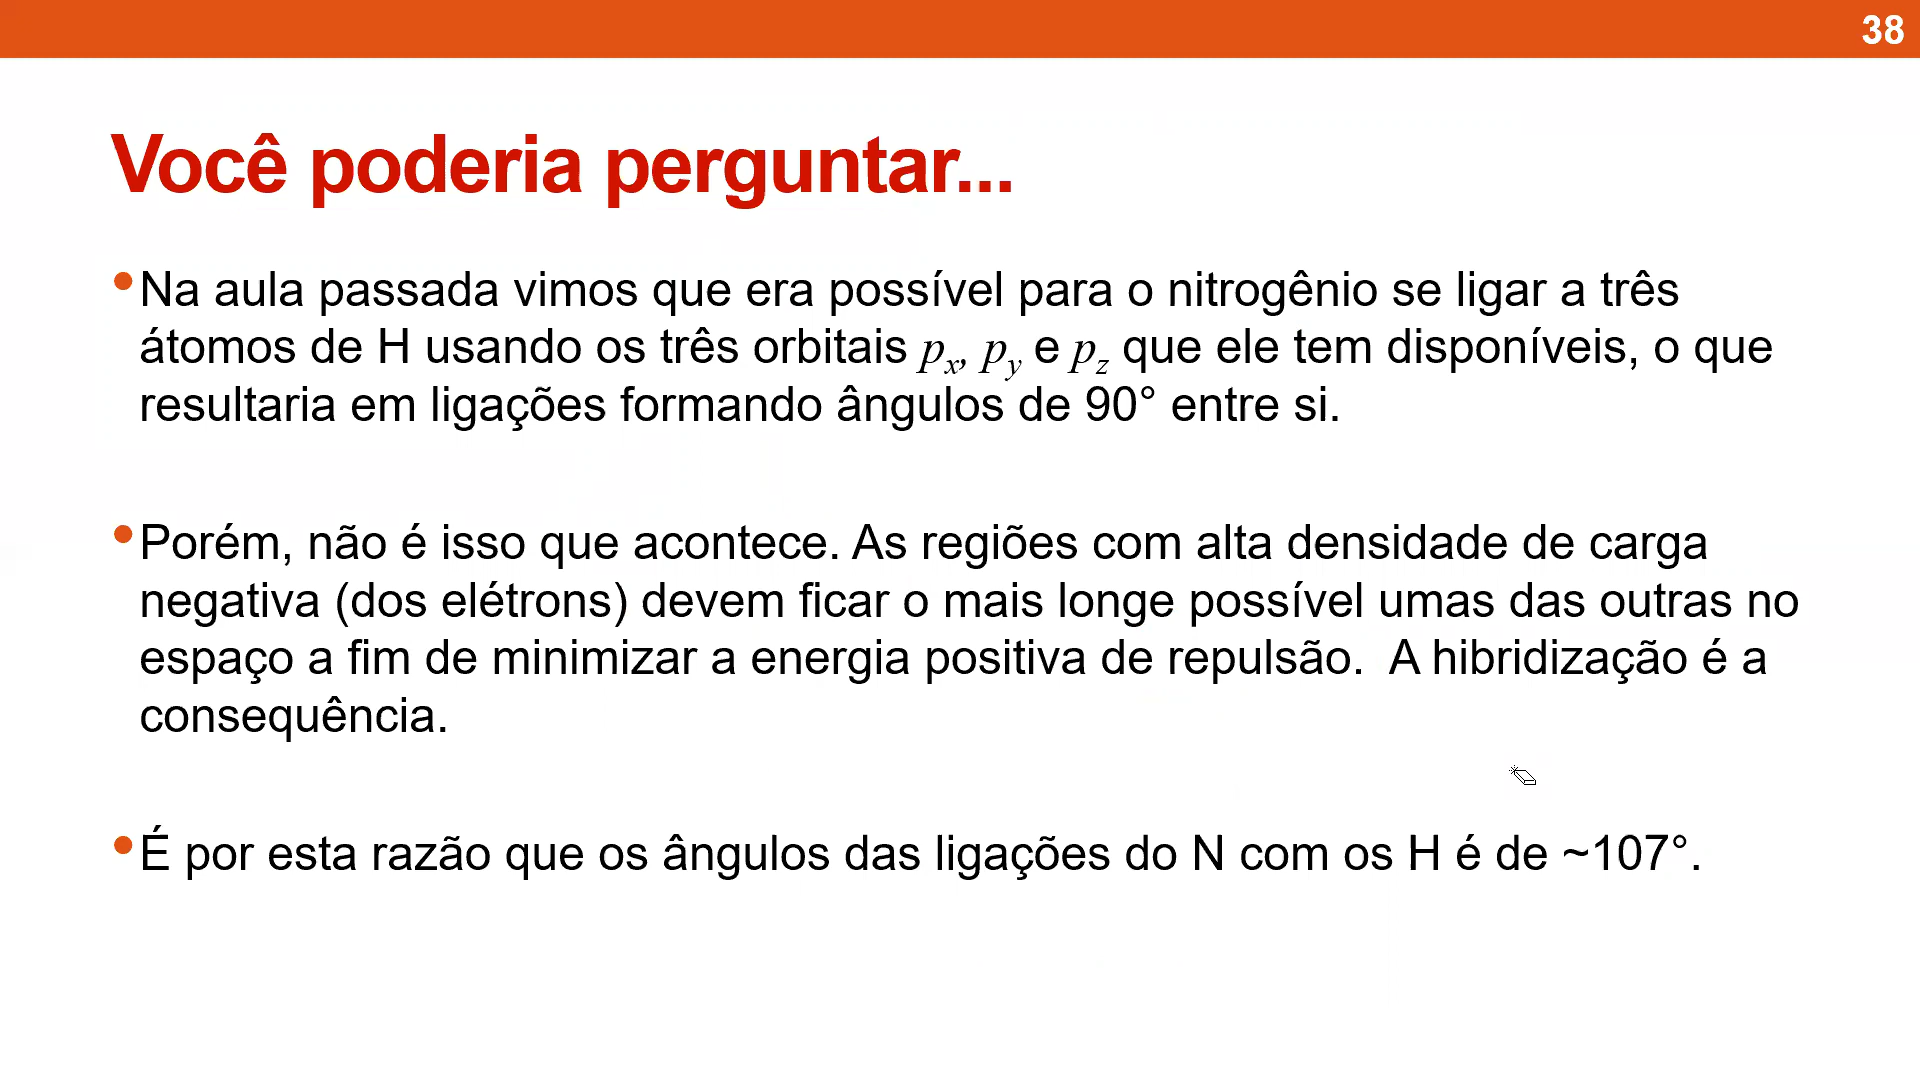 38
Você poderia perguntar...
•Na aula passada vimos que era possível para o nitrogênio se ligar a três
átomos de H usando os três orbitais pₓ, p_y e p_z que ele tem disponíveis, o que
resultaria em ligações formando ângulos de 90° entre si.
•Porém, não é isso que acontece. As regiões com alta densidade de carga
negativa (dos elétrons) devem ficar o mais longe possível umas das outras no
espaço a fim de minimizar a energia positiva de repulsão.  A hibridização é a
consequência.
•É por esta razão que os ângulos das ligações do N com os H é de ~107°.